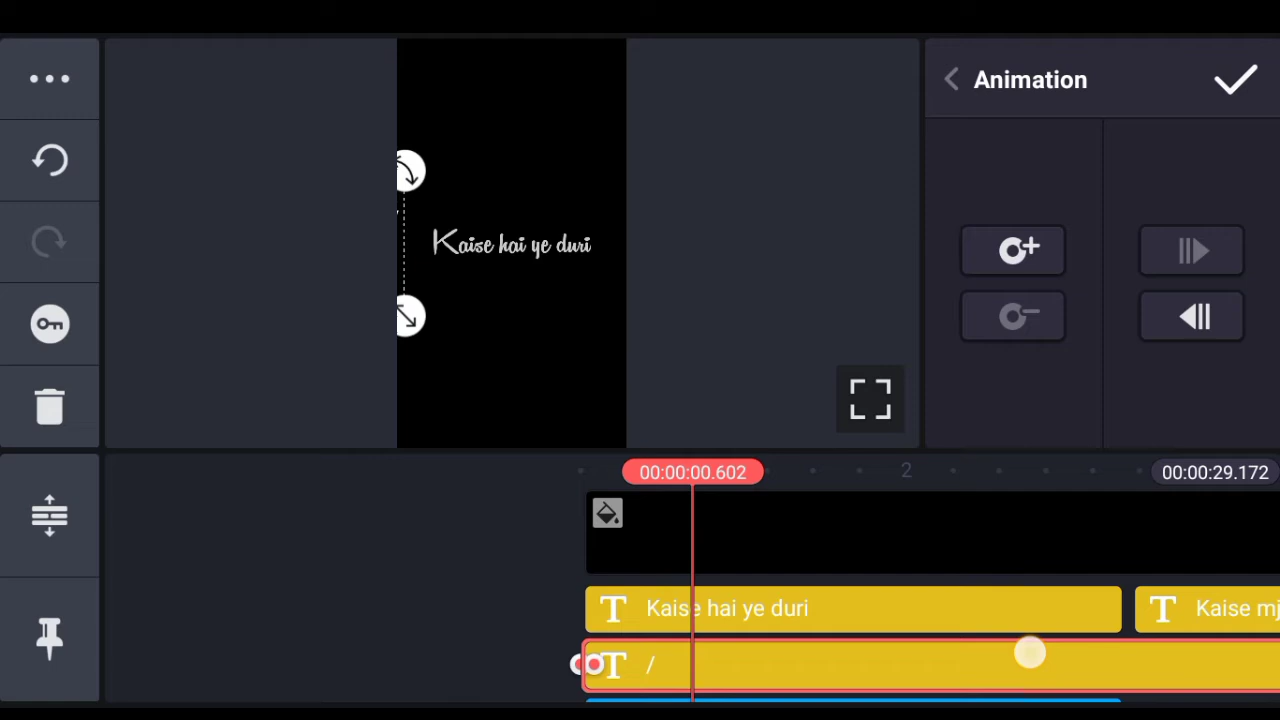 Animation
Kaise hai ye duri
00:00:00.602
2
00:00:29.172
T Kaise hai ye duri
T Kaise mj
T /